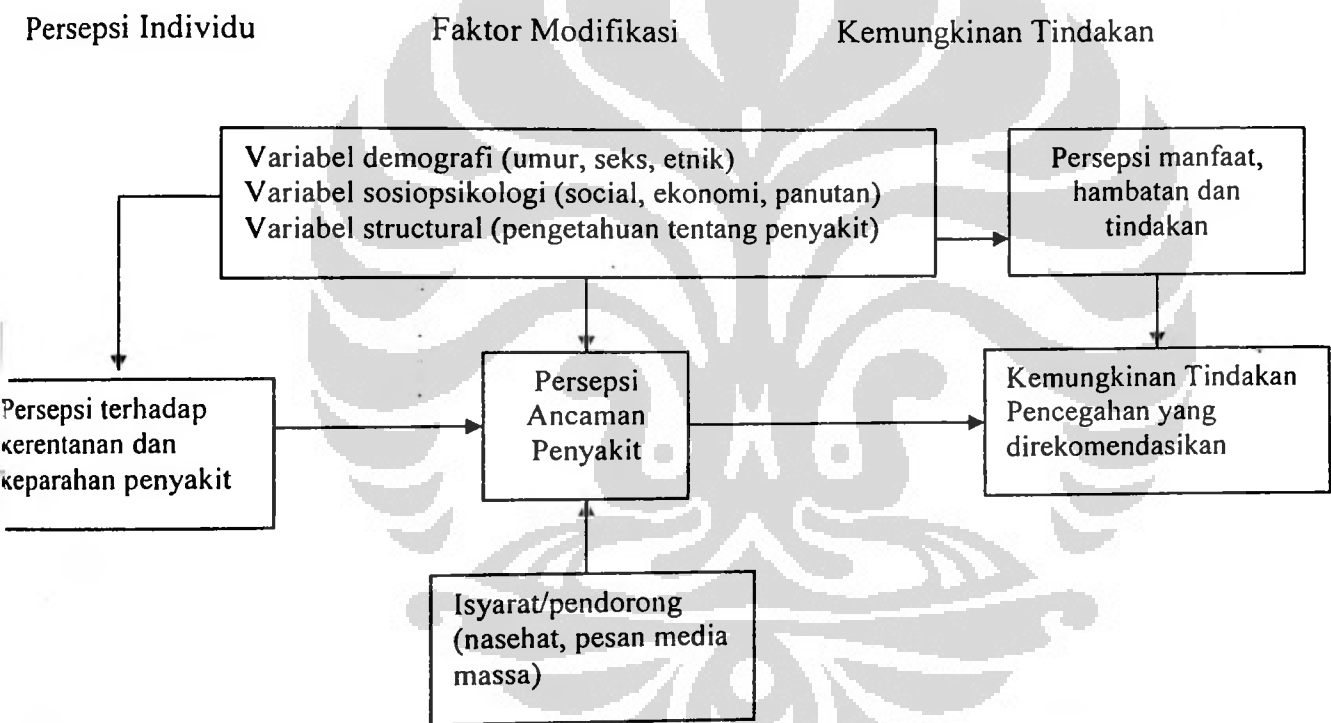 Persepsi Individu
Faktor Modifikasi
Kemungkinan Tindakan
Variabel demografi (umur, seks, etnik)
Variabel sosiopsikologi (social, ekonomi, panutan)
Variabel structural (pengetahuan tentang penyakit)
Persepsi manfaat,
hambatan dan
tindakan
Persepsi terhadap
kerentanan dan
keparahan penyakit
Persepsi
Ancaman
Penyakit
Kemungkinan Tindakan
Pencegahan yang
direkomendasikan
Isyarat/pendorong
(nasehat, pesan media
massa)